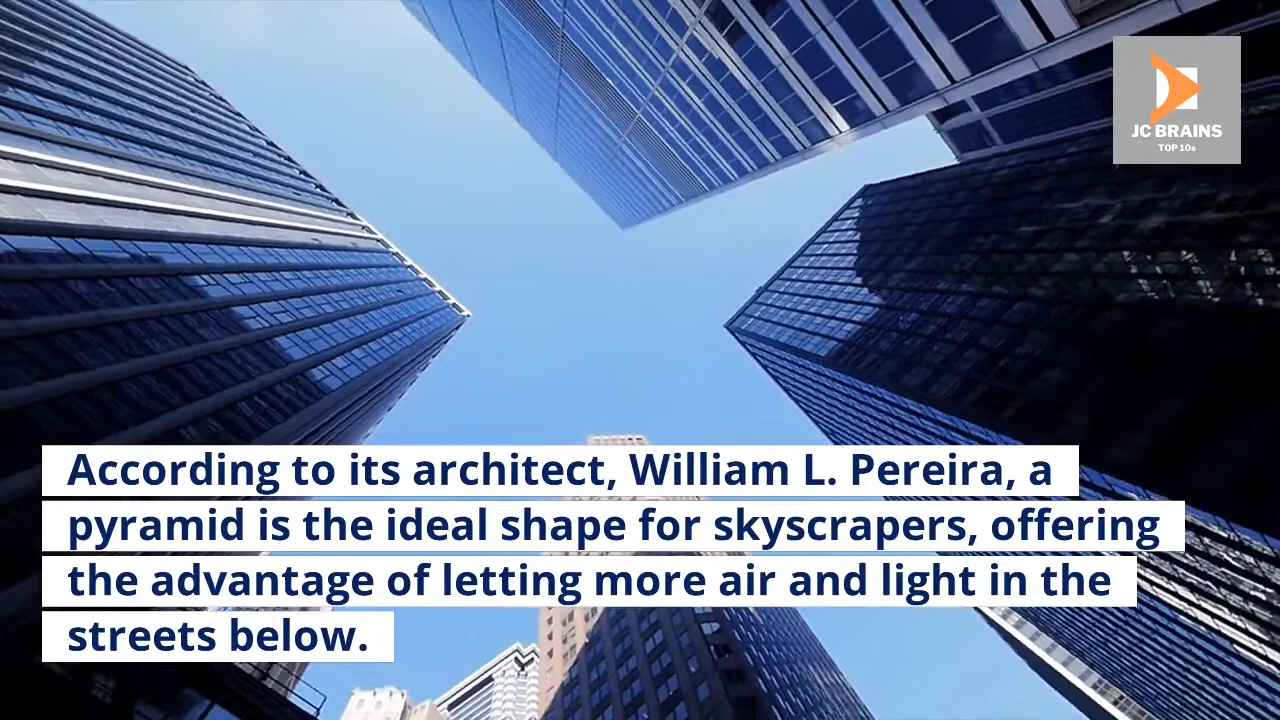 JC BRAINS
TOP 10s
According to its architect, William L. Pereira, a
pyramid is the ideal shape for skyscrapers, offering
the advantage of letting more air and light in the
streets below.